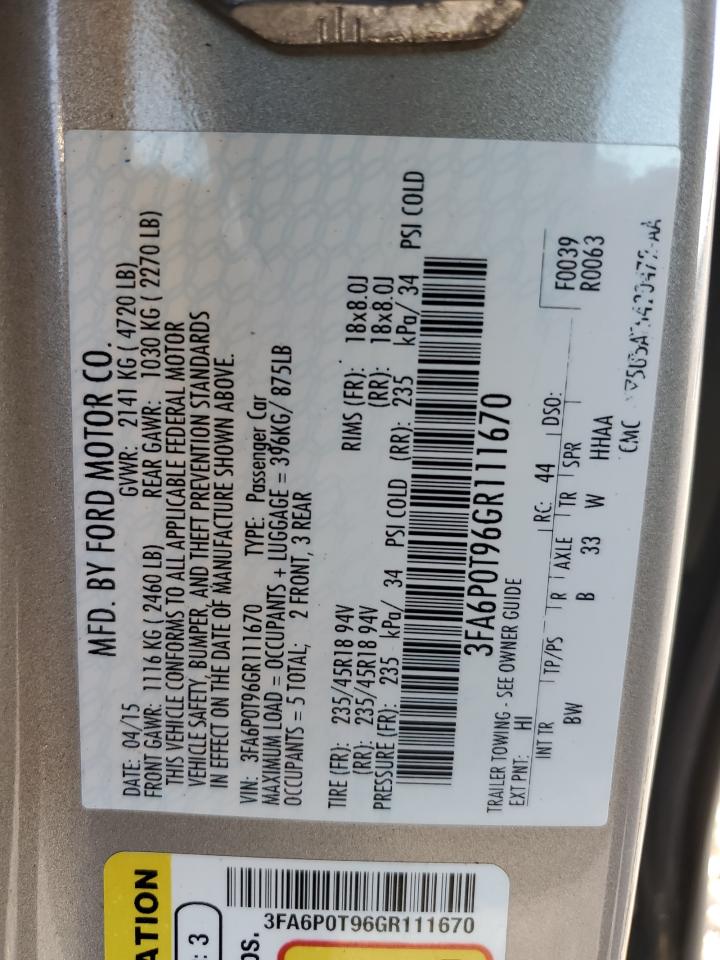 MFD. BY FORD MOTOR CO.
DATE: 04/15 GVWR: 2141 KG ( 4720 LB)
FRONT GAWR: 1116 KG ( 2460 LB) REAR GAWR: 1030 KG ( 2270 LB)
THIS VEHICLE CONFORMS TO ALL APPLICABLE FEDERAL MOTOR
VEHICLE SAFETY, BUMPER, AND THEFT PREVENTION STANDARDS
IN EFFECT ON THE DATE OF MANUFACTURE SHOWN ABOVE.
VIN: 3FA6P0T96GR111670 TYPE: Passenger Car
MAXIMUM LOAD = OCCUPANTS + LUGGAGE = 396KG/ 875LB
OCCUPANTS = 5 TOTAL; 2 FRONT, 3 REAR
TIRE (FR): 235/45R18 94V RIMS (FR): 18x8.0J
(RR): 235/45R18 94V (RR): 18x8.0J
PRESSURE (FR): 235 kPa/ 34 PSI COLD (RR): 235 kPa/ 34 PSI COLD
3FA6P0T96GR111670
TRAILER TOWING - SEE OWNER GUIDE
EXT PNT: HI RC: 44 DSO: F0039
R0063
INT TR TP/PS R AXLE TR SPR
BW B 33 W HHAA
CMC
ATION
: 3
OS.
3FA6P0T96GR111670